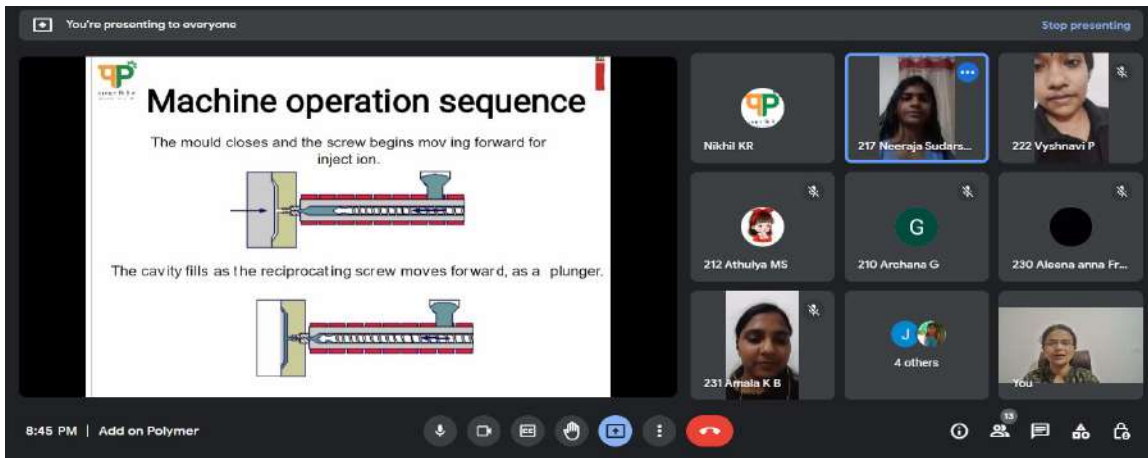 You're presenting to everyone
Stop presenting
Machine operation sequence
The mould closes and the screw begins mov ing forward for
inject ion.
The cavity fills as the reciprocating screw moves forward, as a plunger.
Nikhil KR
217 Neeraja Sudars...
222 Vyshnavi P
212 Athulya MS
G
210 Archana G
230 Aleena anna Fr...
231 Amala K B
J
4 others
You
8:45 PM | Add on Polymer
CC
13